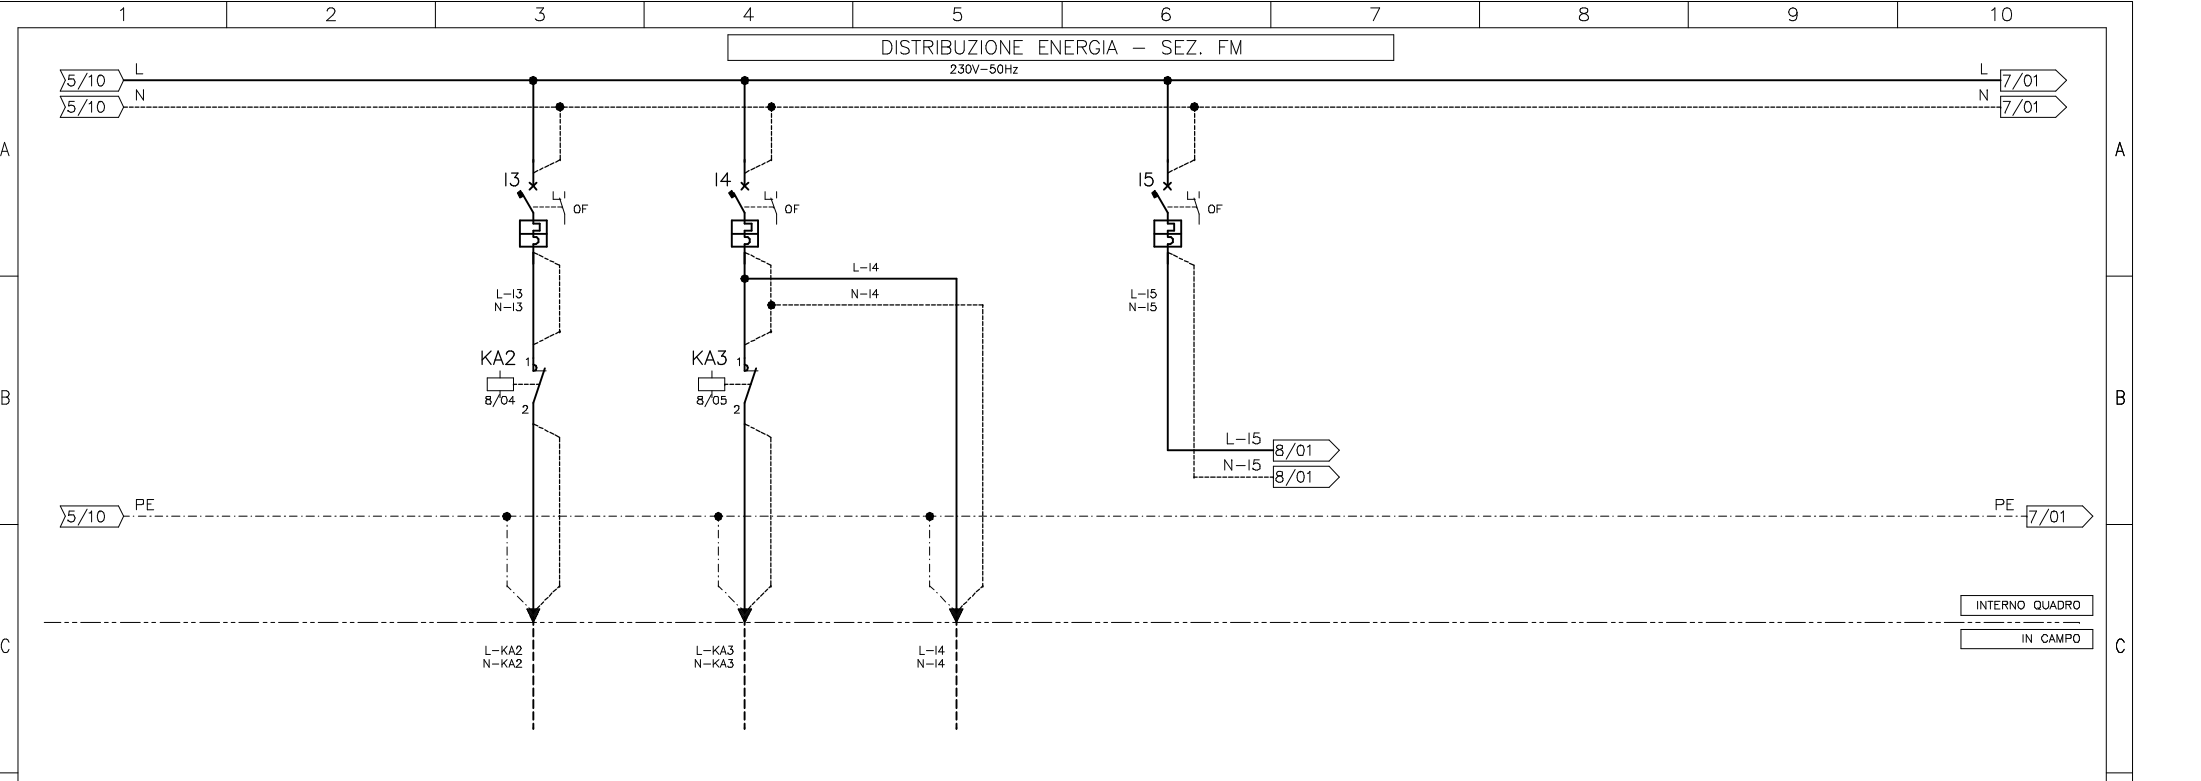 1 2 3 4 5 6 7 8 9 10
DISTRIBUZIONE ENERGIA - SEZ. FM
230V-50Hz
5/10 L L 7/01
5/10 N N 7/01
A A
I3 I4 I5
OF OF OF
L-I4
L-I3 N-I4 L-I5
N-I3 N-I5
KA2 1 KA3 1
B 8/04 2 8/05 2 B
L-I5 8/01
N-I5 8/01
5/10 PE PE 7/01
INTERNO QUADRO
IN CAMPO
C C
L-KA2 L-KA3 L-I4
N-KA2 N-KA3 N-I4